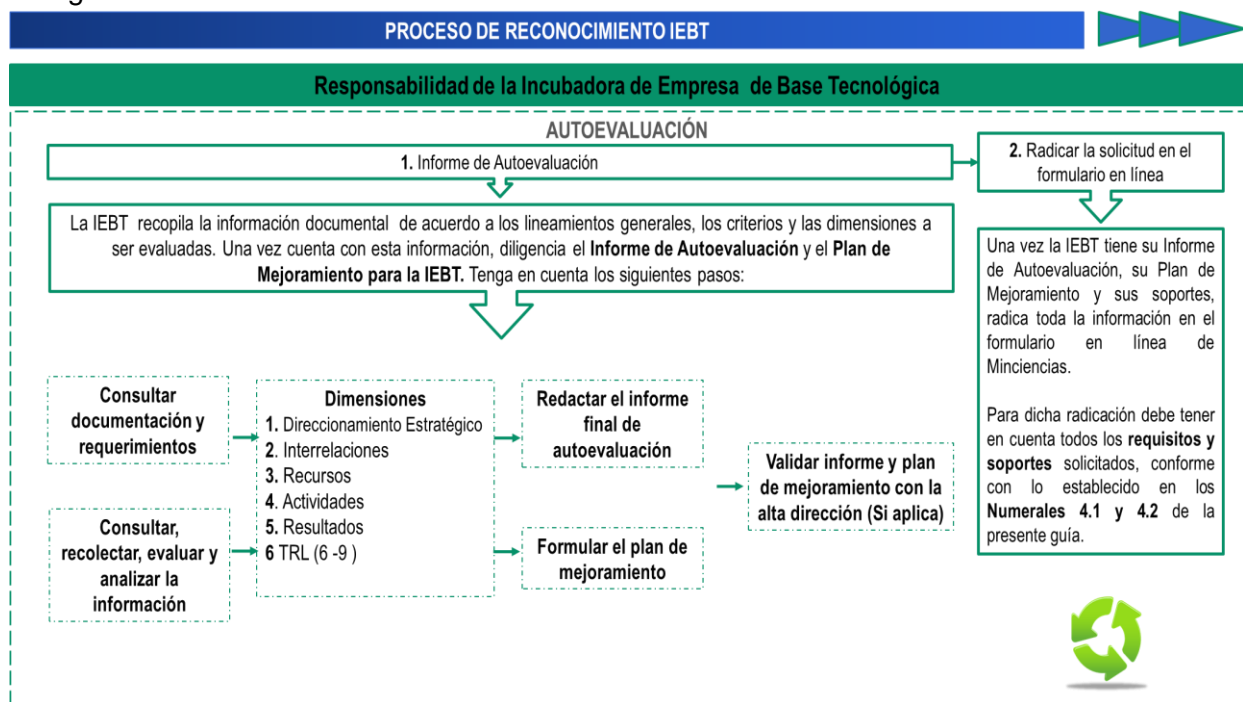 PROCESO DE RECONOCIMIENTO IEBT
Responsabilidad de la Incubadora de Empresa de Base Tecnológica
AUTOEVALUACIÓN
1. Informe de Autoevaluación
La IEBT recopila la información documental de acuerdo a los lineamientos generales, los criterios y las dimensiones a
ser evaluadas. Una vez cuenta con esta información, diligencia el Informe de Autoevaluación y el Plan de
Mejoramiento para la IEBT. Tenga en cuenta los siguientes pasos:
Consultar
documentación y
requerimientos
Consultar,
recolectar, evaluar y
analizar la
información
Dimensiones
1. Direccionamiento Estratégico
2. Interrelaciones
3. Recursos
4. Actividades
5. Resultados
6 TRL (6 -9 )
Redactar el informe
final de
autoevaluación
Formular el plan de
mejoramiento
Validar informe y plan
de mejoramiento con la
alta dirección (Si aplica)
2. Radicar la solicitud en el
formulario en línea
Una vez la IEBT tiene su Informe
de Autoevaluación, su Plan de
Mejoramiento y sus soportes,
radica toda la información en el
formulario en línea de
Minciencias.
Para dicha radicación debe tener
en cuenta todos los requisitos y
soportes solicitados, conforme
con lo establecido en los
Numerales 4.1 y 4.2 de la
presente guía.